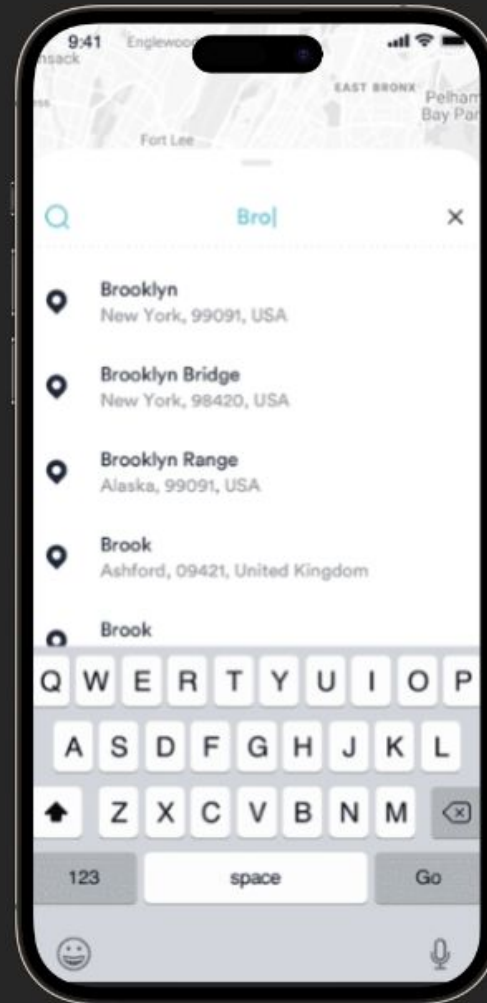 9:41
Englewood
nsack
EAST BRONX
Pelham
Bay Par
Fort Lee
Bro
Brooklyn
New York, 99091, USA
Brooklyn Bridge
New York, 98420, USA
Brooklyn Range
Alaska, 99091, USA
Brook
Ashford, 09421, United Kingdom
Brook
Q W E R T Y U I O P
A S D F G H J K L
Z X C V B N M
123 space Go